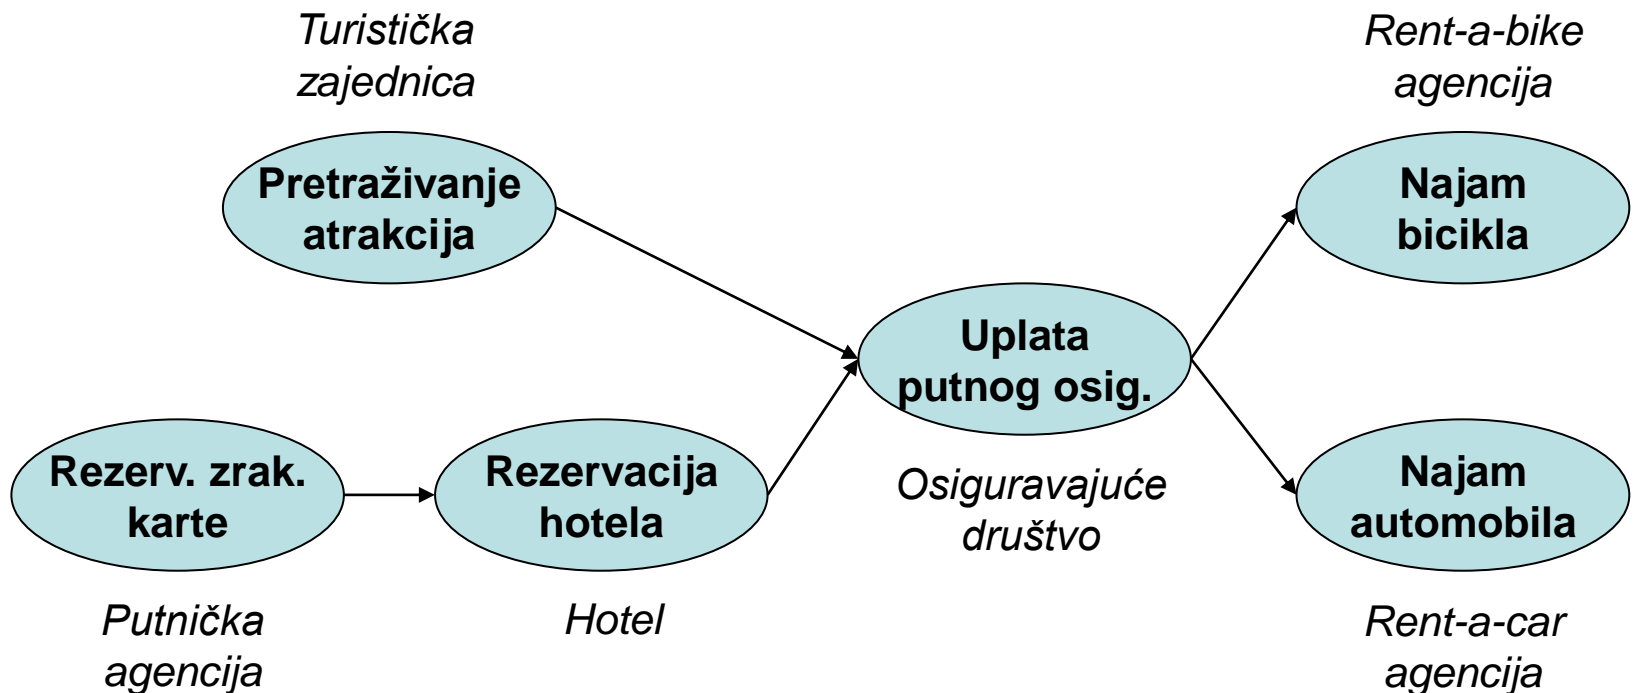 Turistička
zajednica
Pretraživanje
atrakcija
Rezerv. zrak.
karte
Putnička
agencija
Rezervacija
hotela
Hotel
Uplata
putnog osig.
Osiguravajuće
društvo
Rent-a-bike
agencija
Najam
bicikla
Najam
automobila
Rent-a-car
agencija